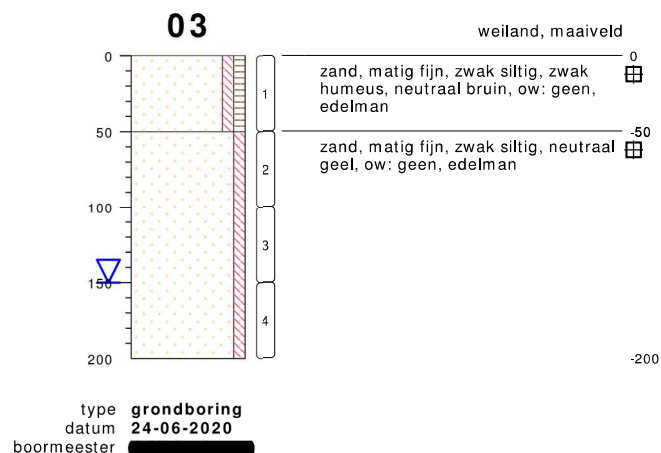 03
weiland, maaiveld
0
0
zand, matig fijn, zwak siltig, zwak
humeus, neutraal bruin, ow: geen,
edelman
1
50
-50
zand, matig fijn, zwak siltig, neutraal
geel, ow: geen, edelman
2
100
3
150
4
200
-200
type grondboring
datum 24-06-2020
boormeester